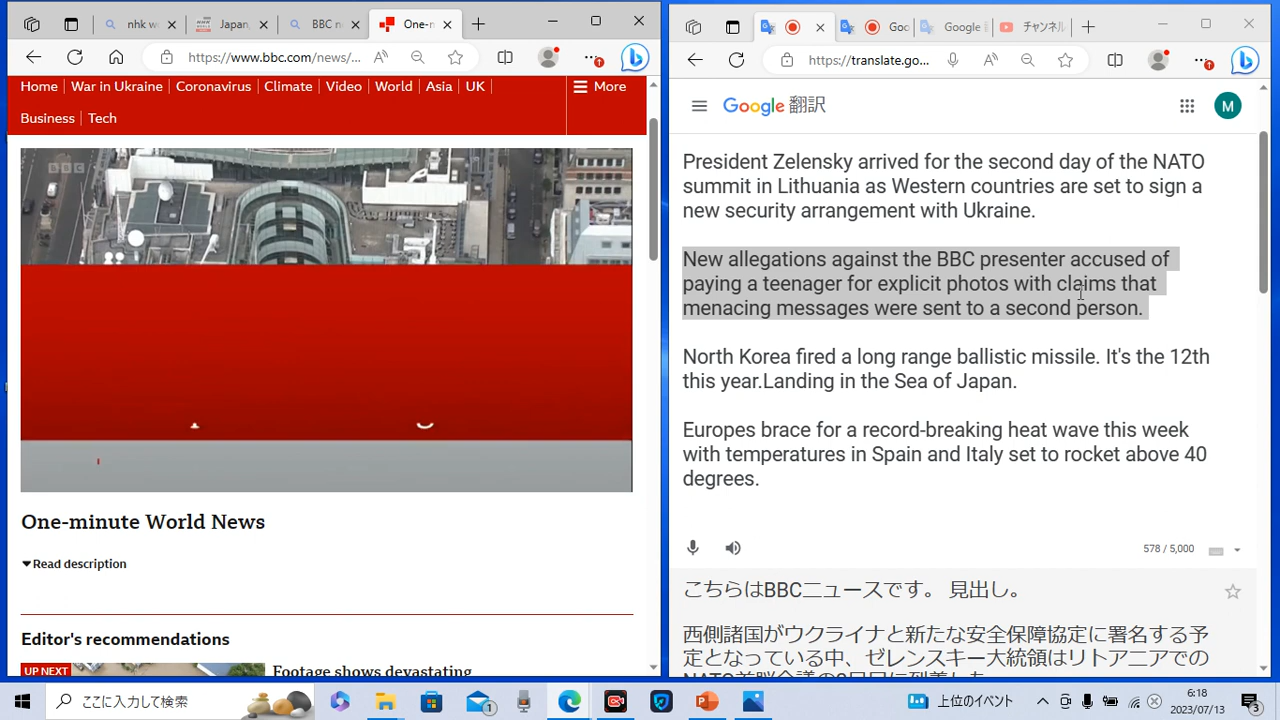 nhk w
Japan
BBC n
One-n
https://www.bbc.com/news/...
Home War in Ukraine Coronavirus Climate Video World Asia UK More
Business Tech
BBC
One-minute World News
Read description
Editor's recommendations
UP NEXT
Footage shows devastating
Goc
Google
チャンネル
https://translate.go...
Google 翻訳
M
President Zelensky arrived for the second day of the NATO
summit in Lithuania as Western countries are set to sign a
new security arrangement with Ukraine.
New allegations against the BBC presenter accused of
paying a teenager for explicit photos with claims that
menacing messages were sent to a second person.
North Korea fired a long range ballistic missile. It's the 12th
this year.Landing in the Sea of Japan.
Europes brace for a record-breaking heat wave this week
with temperatures in Spain and Italy set to rocket above 40
degrees.
578 / 5,000
こちらはBBCニュースです。 見出し。
西側諸国がウクライナと新たな安全保障協定に署名する予
定となっている中、ゼレンスキー大統領はリトアニアでの
ここに入力して検索
1
上位のイベント
6:18
2023/07/13
3